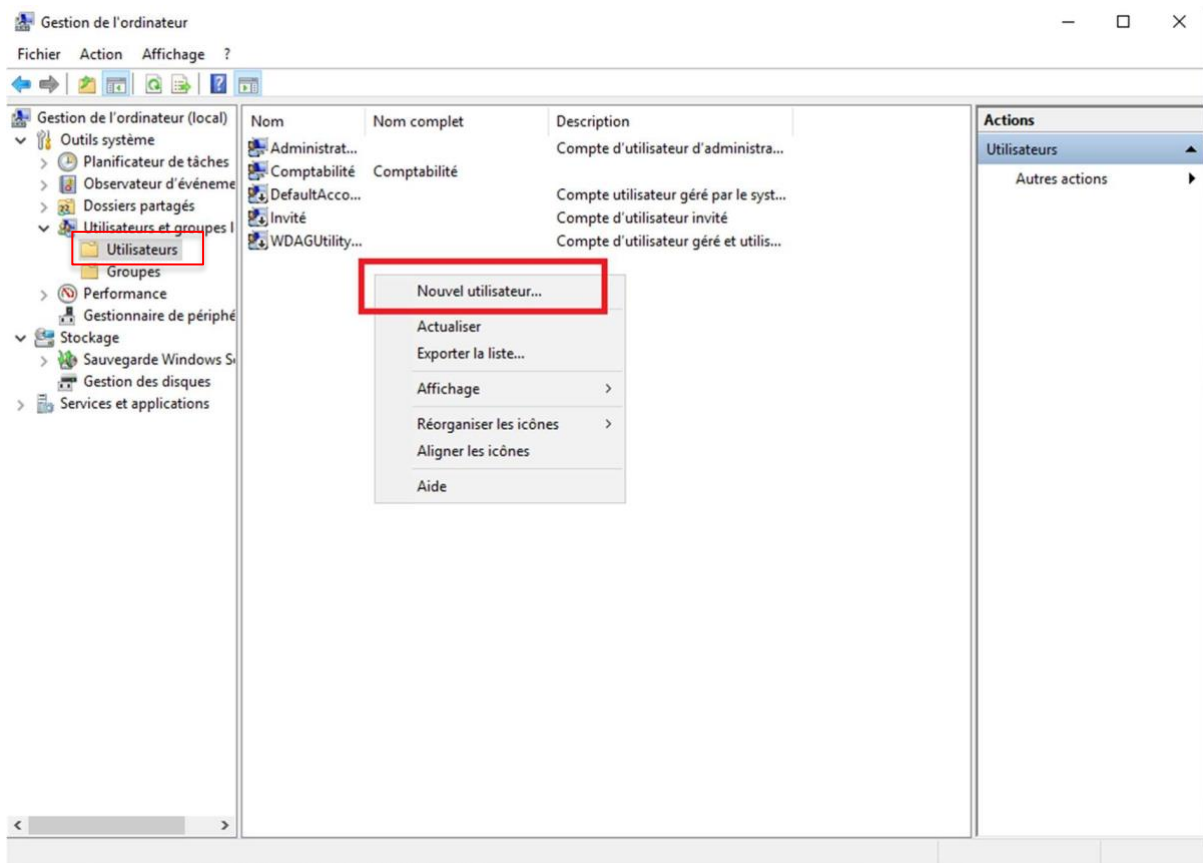 Gestion de l'ordinateur
Fichier Action Affichage ?
Gestion de l'ordinateur (local)
Outils système
Planificateur de tâches
Observateur d'événeme
Dossiers partagés
Utilisateurs et groupes l
Utilisateurs
Groupes
Performance
Gestionnaire de périphé
Stockage
Sauvegarde Windows S
Gestion des disques
Services et applications
Nom Nom complet Description
Administrat... Compte d'utilisateur d'administra...
Comptabilité Comptabilité
DefaultAcco... Compte utilisateur géré par le syst...
Invité Compte d'utilisateur invité
WDAGUtility... Compte d'utilisateur géré et utilis...
Nouvel utilisateur...
Actualiser
Exporter la liste...
Affichage
Réorganiser les icônes
Aligner les icônes
Aide
Actions
Utilisateurs
Autres actions